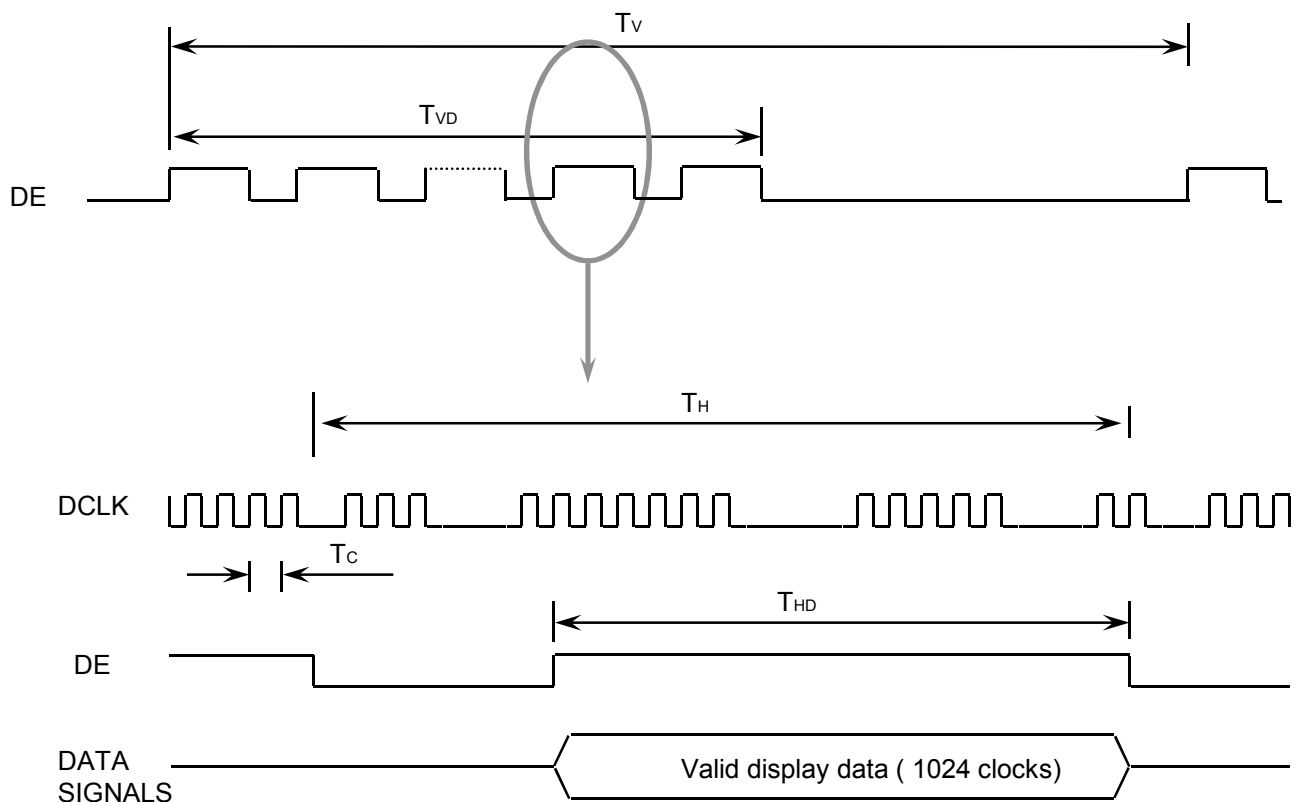 TV
TVD
DE
TH
DCLK
TC
THD
DE
DATA
SIGNALS
Valid display data ( 1024 clocks)